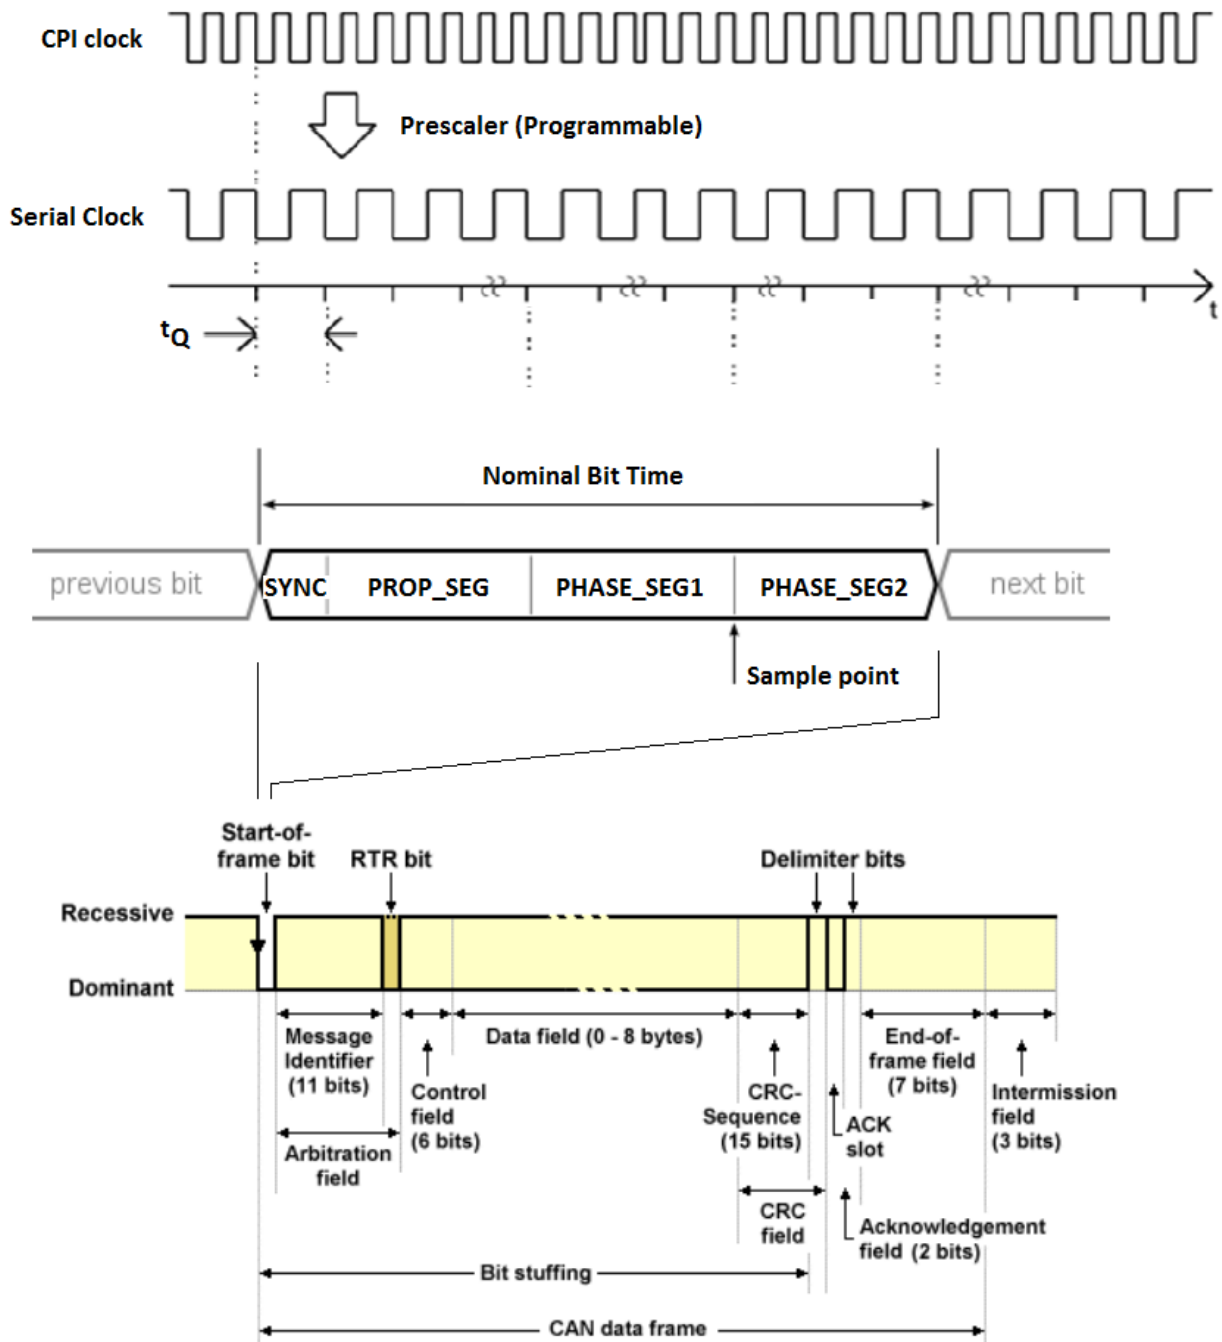 CPI clock
Prescaler (Programmable)
Serial Clock
t
tQ
Nominal Bit Time
previous bit
SYNC
PROP_SEG
PHASE_SEG1
PHASE_SEG2
next bit
Sample point
Start-of-
frame bit
RTR bit
Delimiter bits
Recessive
Dominant
Message
Identifier
(11 bits)
Control
field
(6 bits)
Data field (0 - 8 bytes)
CRC-
Sequence
(15 bits)
ACK
slot
End-of-
frame field
(7 bits)
Intermission
field
(3 bits)
Arbitration
field
CRC
field
Acknowledgement
field (2 bits)
Bit stuffing
CAN data frame